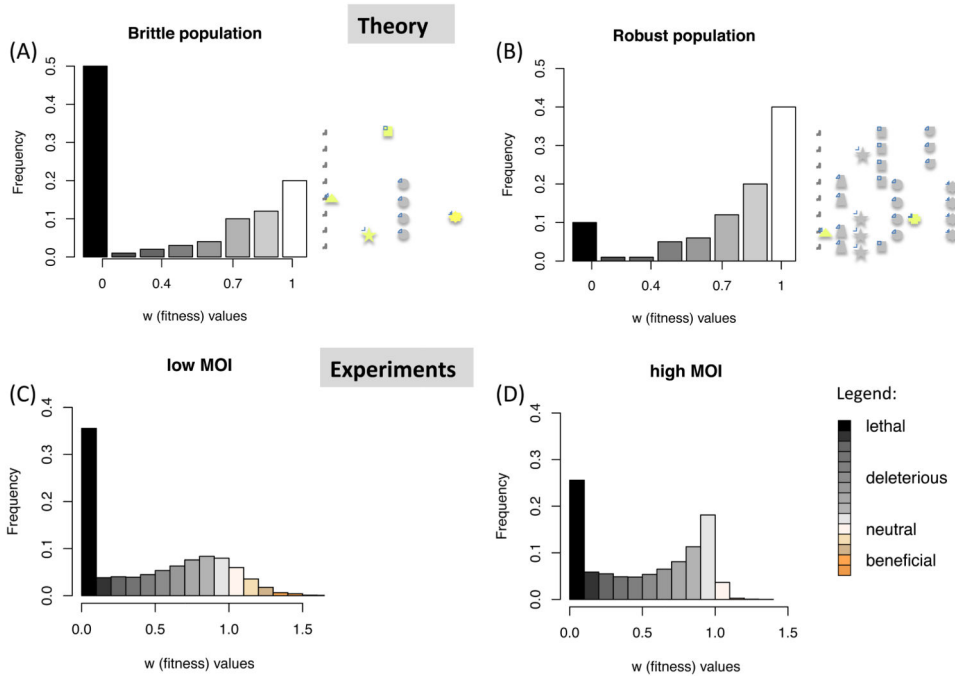 Theory
(A)
Brittle population
Frequency
0.5
0.4
0.3
0.2
0.1
0.0
0 0.4 0.7 1
w (fitness) values
(B)
Robust population
Frequency
0.5
0.4
0.3
0.2
0.1
0.0
0 0.4 0.7 1
w (fitness) values
Experiments
(C)
low MOI
Frequency
0.4
0.3
0.2
0.1
0.0
0.0 0.5 1.0 1.5
w (fitness) values
(D)
high MOI
Frequency
0.4
0.3
0.2
0.1
0.0
0.0 0.5 1.0 1.5
w (fitness) values
Legend:
lethal
deleterious
neutral
beneficial